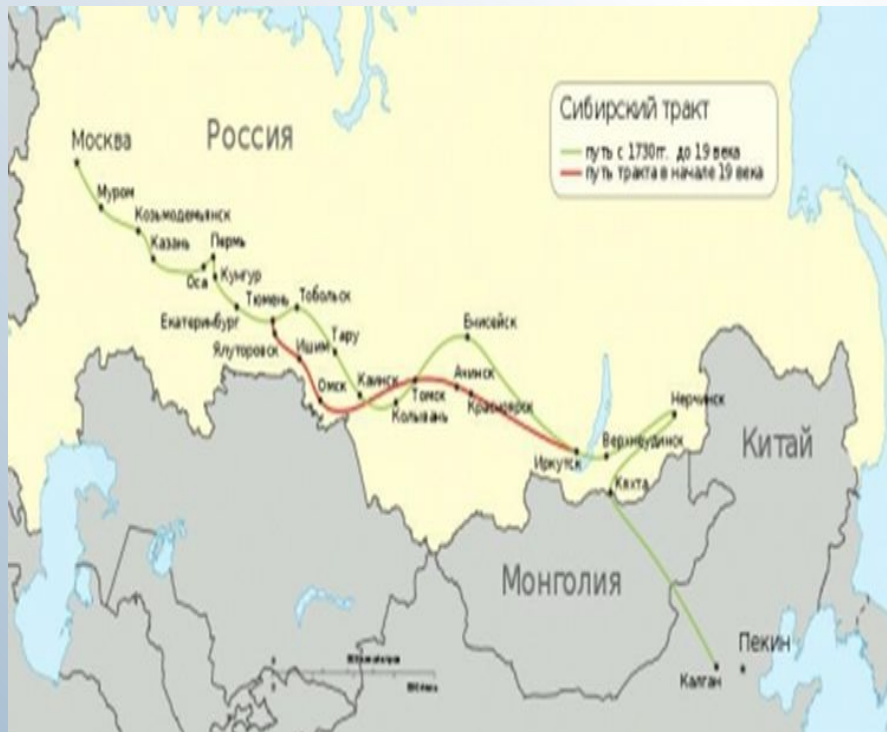 Москва
Россия
Сибирский тракт
путь с 1730гг. до 19 века
путь тракта в начале 19 века
Муром
Козьмодемьянск
Казань
Пермь
Оса
Кунгур
Тюмень
Тобольск
Екатеринбург
Ялуторовск
Ишим
Тару
Енисейск
Омск
Каинск
Колывань
Томск
Ачинск
Красноярск
Нерчинск
Верхнеудинск
Иркутск
Кяхта
Китай
Монголия
Пекин
Калган